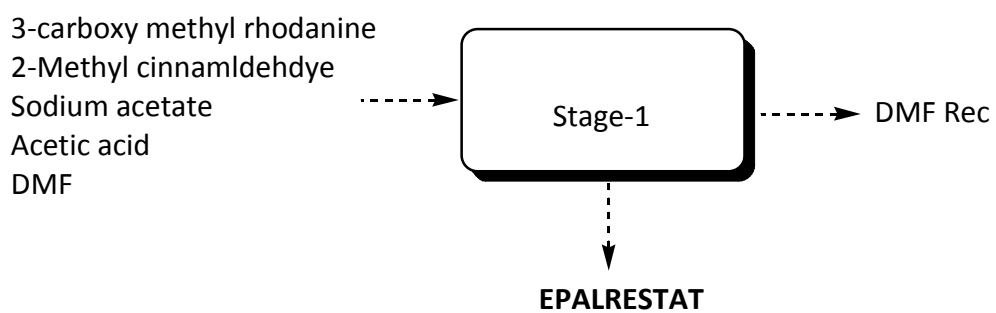 3-carboxy methyl rhodanine
2-Methyl cinnamldehdye
Sodium acetate
Acetic acid
DMF
Stage-1
DMF Rec
EPALRESTAT